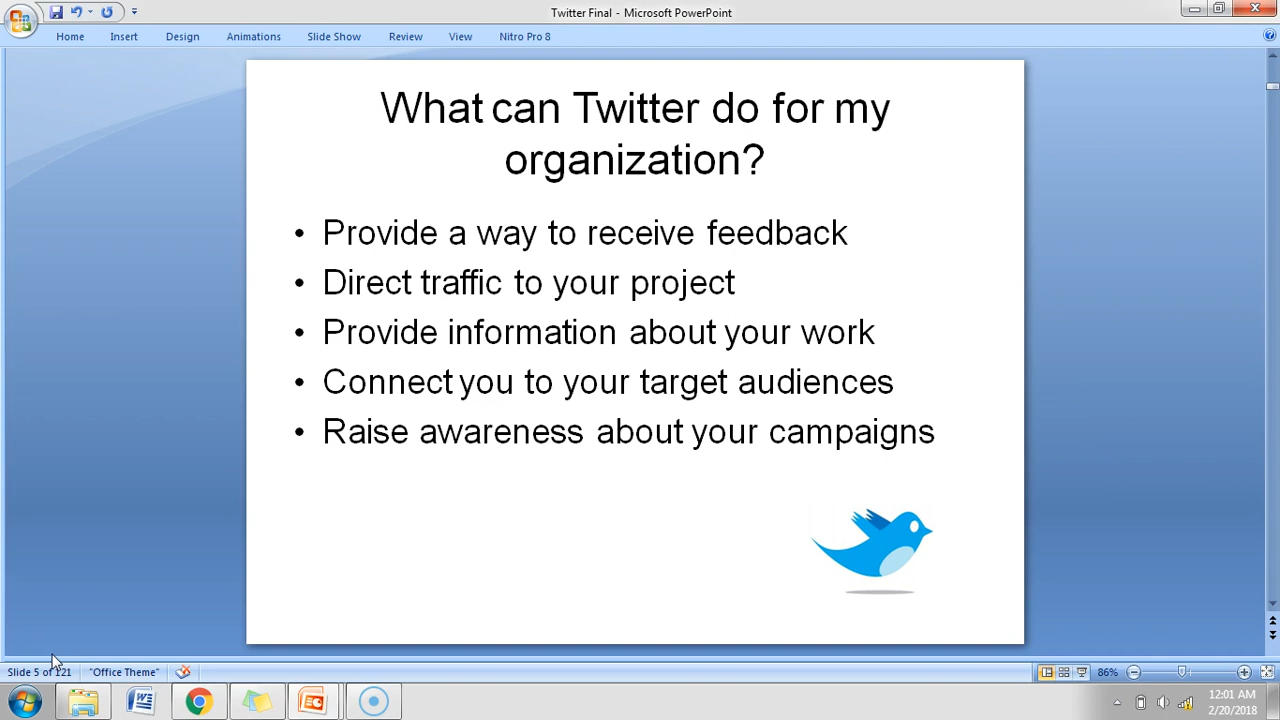 Twitter Final - Microsoft PowerPoint
Home Insert Design Animations Slide Show Review View Nitro Pro 8
What can Twitter do for my
organization?
• Provide a way to receive feedback
• Direct traffic to your project
• Provide information about your work
• Connect you to your target audiences
• Raise awareness about your campaigns
Slide 5 of 121 "Office Theme" 86%
12:01 AM
2/20/2018